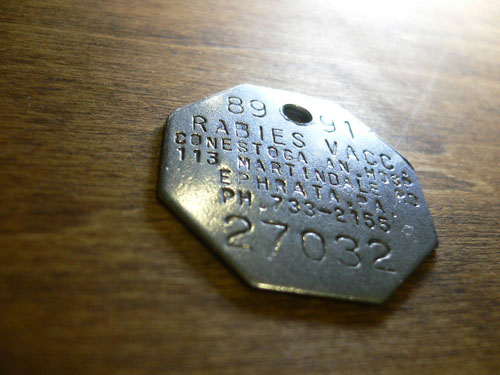 89 91
RABIES VACC.
CONESTOGA AN.HOSP
113 MARTINDALE RD
EPHRATA,PA.
PH.733-2155
27032